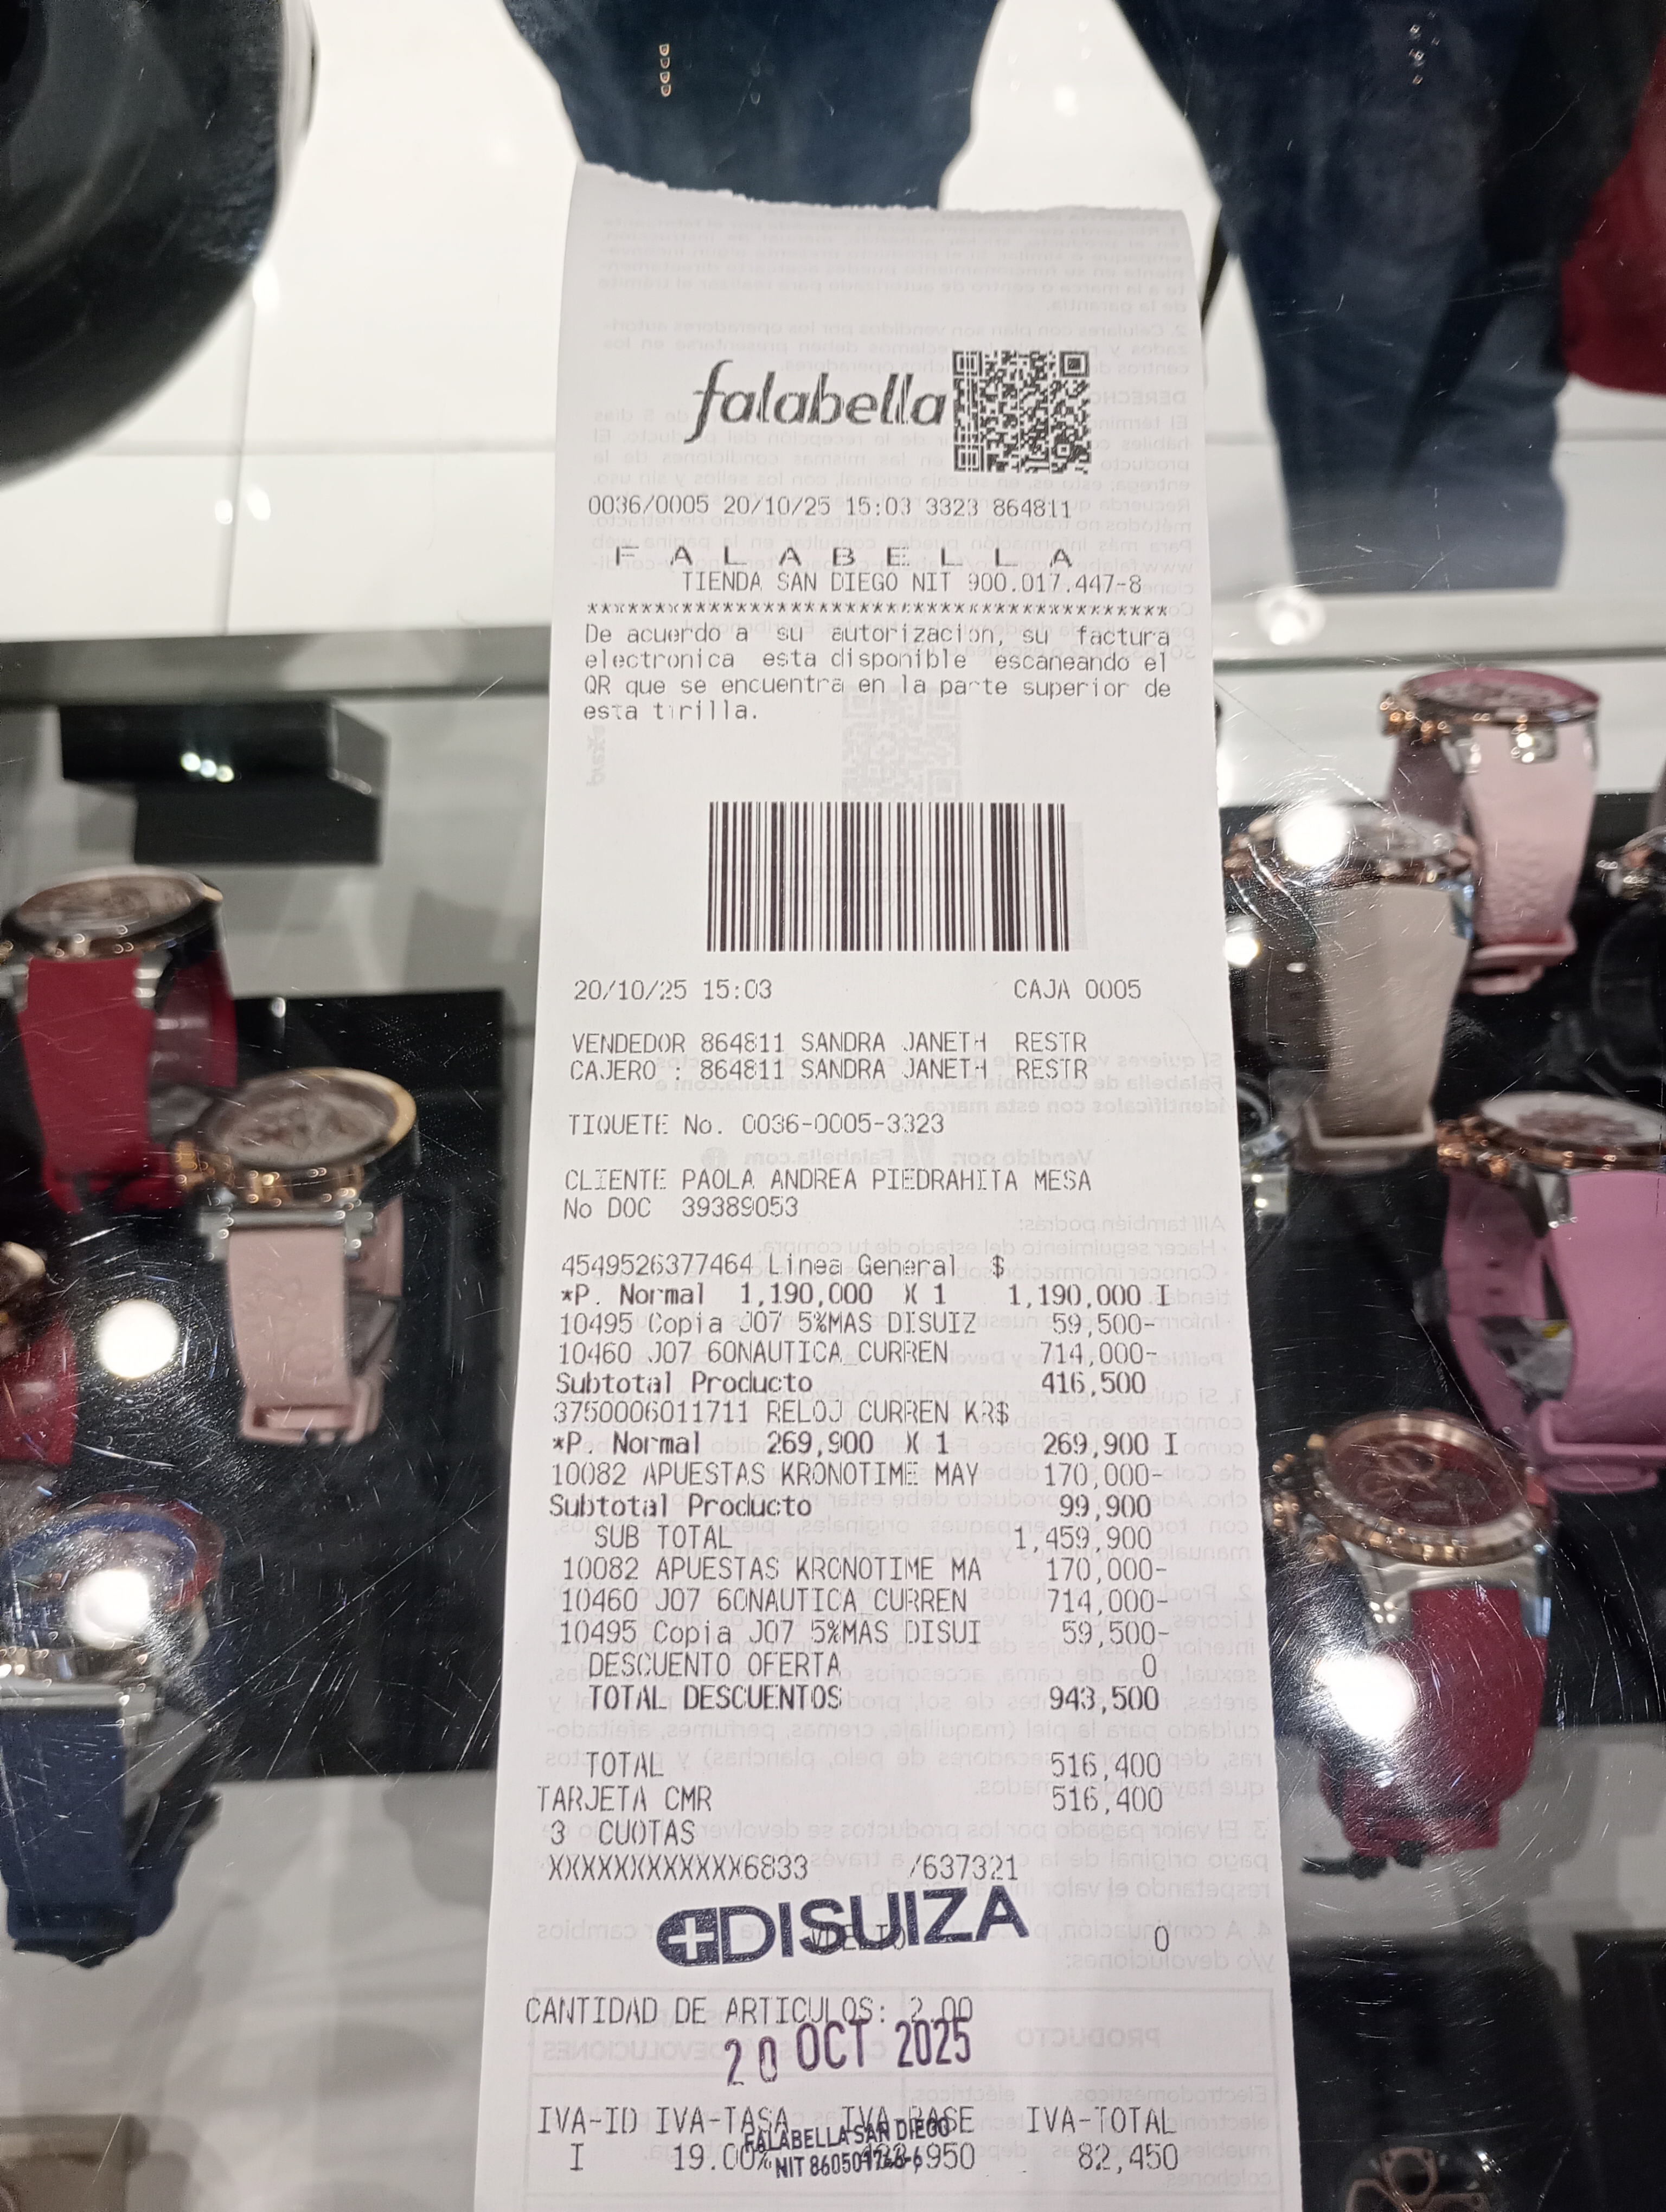 falabella
0036/0005 20/10/25 15:03 3323 864811
F A L A B E L L A
TIENDA SAN DIEGO NIT 900.017.447-8
******************************************
De acuerdo a su autorizacion, su factura
electronica esta disponible escaneando el
QR que se encuentra en la parte superior de
esta tirilla.
20/10/25 15:03 CAJA 0005
VENDEDOR 864811 SANDRA JANETH RESTR
CAJERO : 864811 SANDRA JANETH RESTR
TIQUETE No. 0036-0005-3323
CLIENTE PAOLA ANDREA PIEDRAHITA MESA
No DOC 39389053
4549526377464 Linea General $
*P. Normal 1,190,000 X 1 1,190,000 I
10495 Copia J07 5%MAS DISUIZ 59,500-
10460 J07 60NAUTICA_CURREN 714,000-
Subtotal Producto 416,500
3750006011711 RELOJ CURREN KR$
*P. Normal 269,900 X 1 269,900 I
10082 APUESTAS KRONOTIME MAY 170,000-
Subtotal Producto 99,900
SUB TOTAL 1,459,900
10082 APUESTAS KRONOTIME MA 170,000-
10460 J07 60NAUTICA_CURREN 714,000-
10495 Copia J07 5%MAS DISUI 59,500-
DESCUENTO OFERTA 0
TOTAL DESCUENTOS 943,500
TOTAL 516,400
TARJETA CMR 516,400
3 CUOTAS
XXXXXXXXXXXX6833 /637321
DISUIZA
VUELTO 0
CANTIDAD DE ARTICULOS: 2.00
20 OCT 2025
IVA-ID IVA-TASA IVA-BASE IVA-TOTAL
FALABELLA SAN DIEGO
I 19.00% 82,450